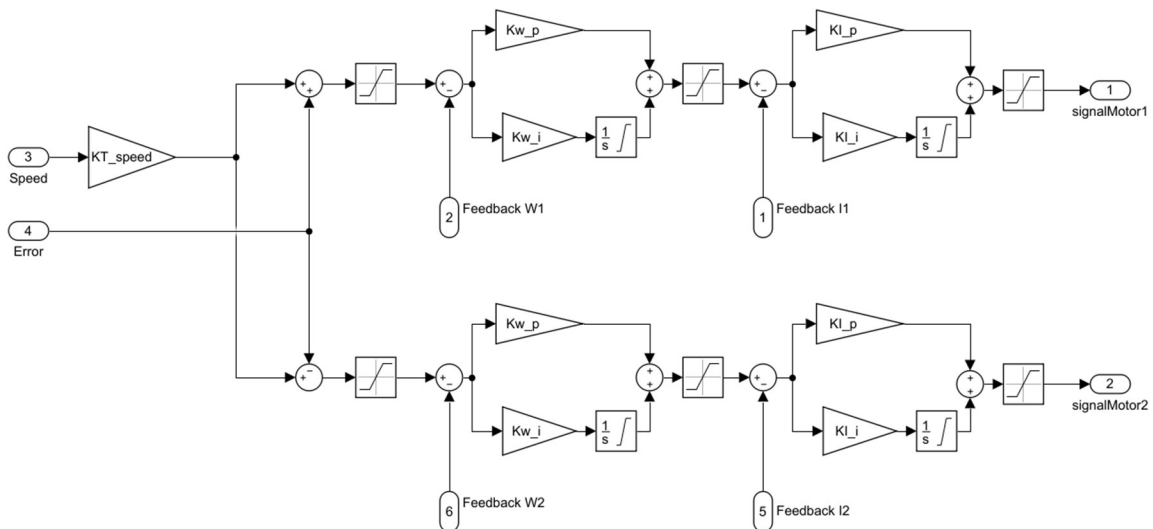 Kw_p
KI_p
+
+
+
−
+
+
+
−
+
+
1
signalMotor1
3
Speed
KT_speed
Kw_i
1
s
KI_i
1
s
2
Feedback W1
1
Feedback I1
4
Error
Kw_p
KI_p
−
+
+
−
+
+
+
−
+
+
2
signalMotor2
Kw_i
1
s
KI_i
1
s
6
Feedback W2
5
Feedback I2